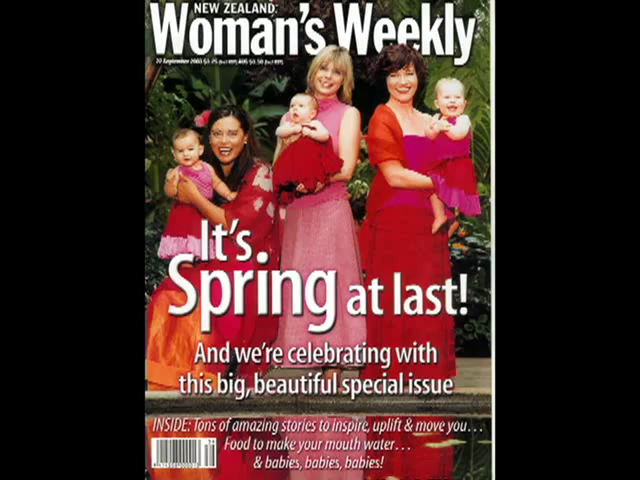 NEW ZEALAND
Woman's Weekly
It's
Spring at last!
And we're celebrating with
this big, beautiful special issue
INSIDE: Tons of amazing stories to inspire, uplift & move you...
Food to make your mouth water...
& babies, babies, babies!